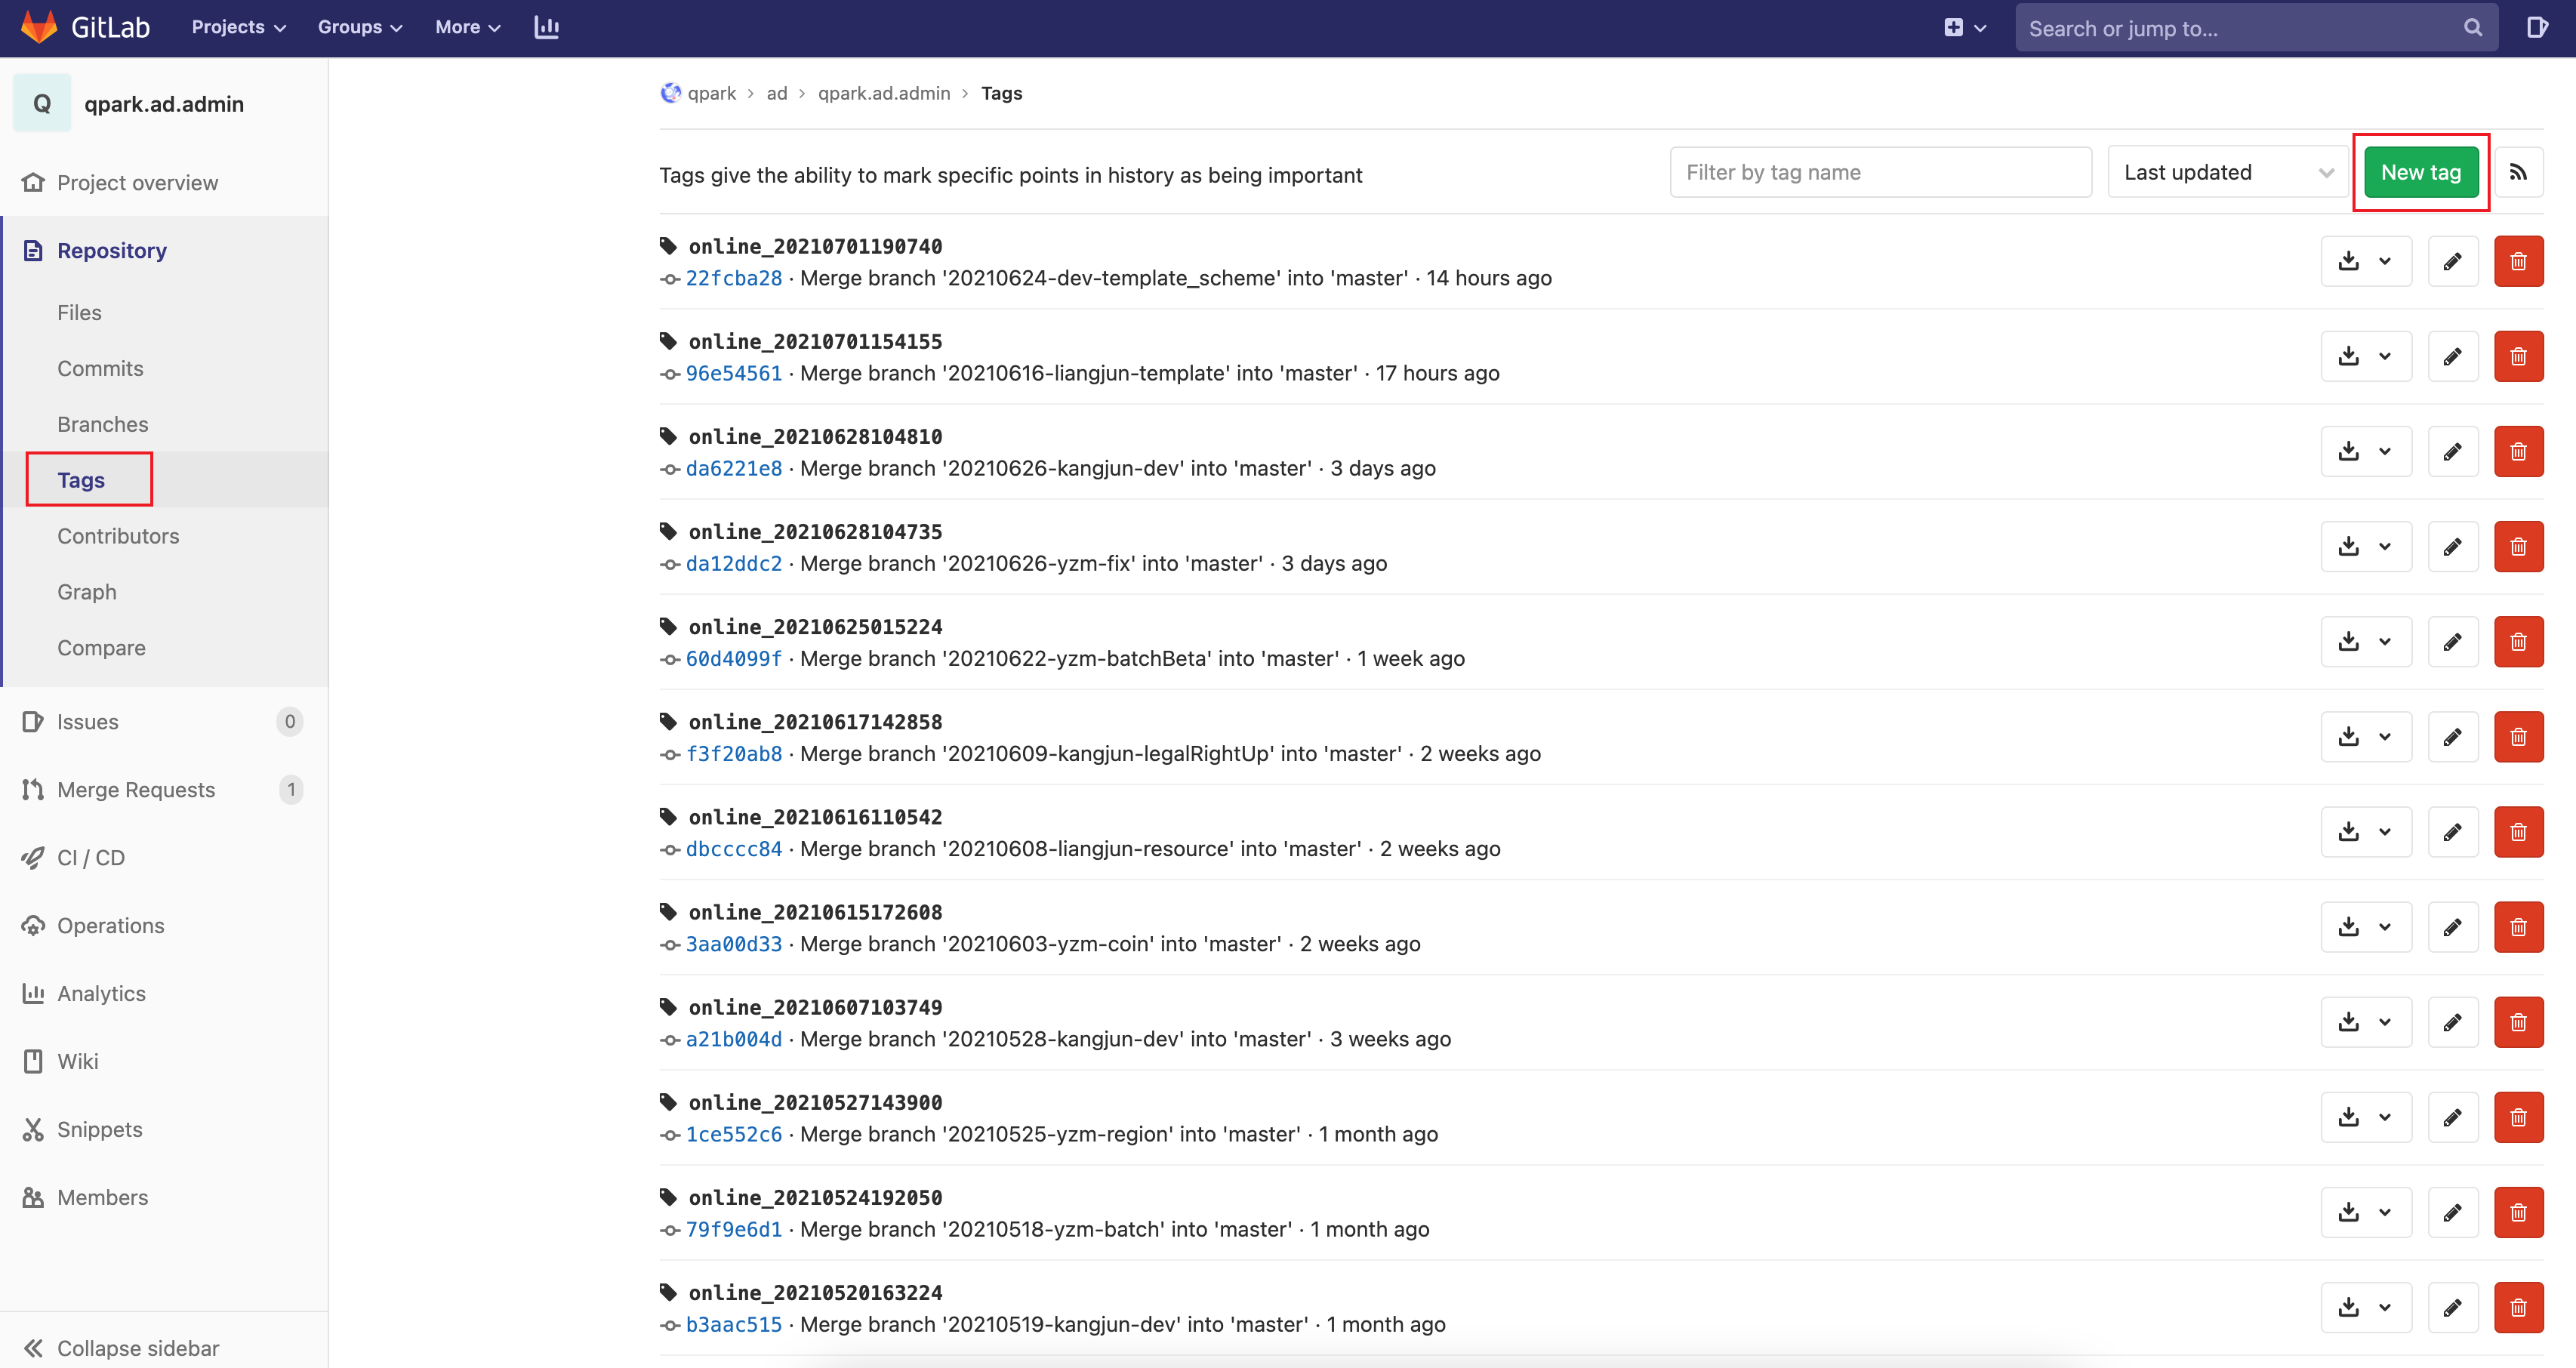 GitLab Projects Groups More Search or jump to...
Q qpark.ad.admin
Project overview
Repository
Files
Commits
Branches
Tags
Contributors
Graph
Compare
Issues 0
Merge Requests 1
CI / CD
Operations
Analytics
Wiki
Snippets
Members
Collapse sidebar
qpark > ad > qpark.ad.admin > Tags
Tags give the ability to mark specific points in history as being important Filter by tag name Last updated New tag
online_20210701190740
22fcba28 · Merge branch '20210624-dev-template_scheme' into 'master' · 14 hours ago
online_20210701154155
96e54561 · Merge branch '20210616-liangjun-template' into 'master' · 17 hours ago
online_20210628104810
da6221e8 · Merge branch '20210626-kangjun-dev' into 'master' · 3 days ago
online_20210628104735
da12ddc2 · Merge branch '20210626-yzm-fix' into 'master' · 3 days ago
online_20210625015224
60d4099f · Merge branch '20210622-yzm-batchBeta' into 'master' · 1 week ago
online_20210617142858
f3f20ab8 · Merge branch '20210609-kangjun-legalRightUp' into 'master' · 2 weeks ago
online_20210616110542
dbcccc84 · Merge branch '20210608-liangjun-resource' into 'master' · 2 weeks ago
online_20210615172608
3aa00d33 · Merge branch '20210603-yzm-coin' into 'master' · 2 weeks ago
online_20210607103749
a21b004d · Merge branch '20210528-kangjun-dev' into 'master' · 3 weeks ago
online_20210527143900
1ce552c6 · Merge branch '20210525-yzm-region' into 'master' · 1 month ago
online_20210524192050
79f9e6d1 · Merge branch '20210518-yzm-batch' into 'master' · 1 month ago
online_20210520163224
b3aac515 · Merge branch '20210519-kangjun-dev' into 'master' · 1 month ago